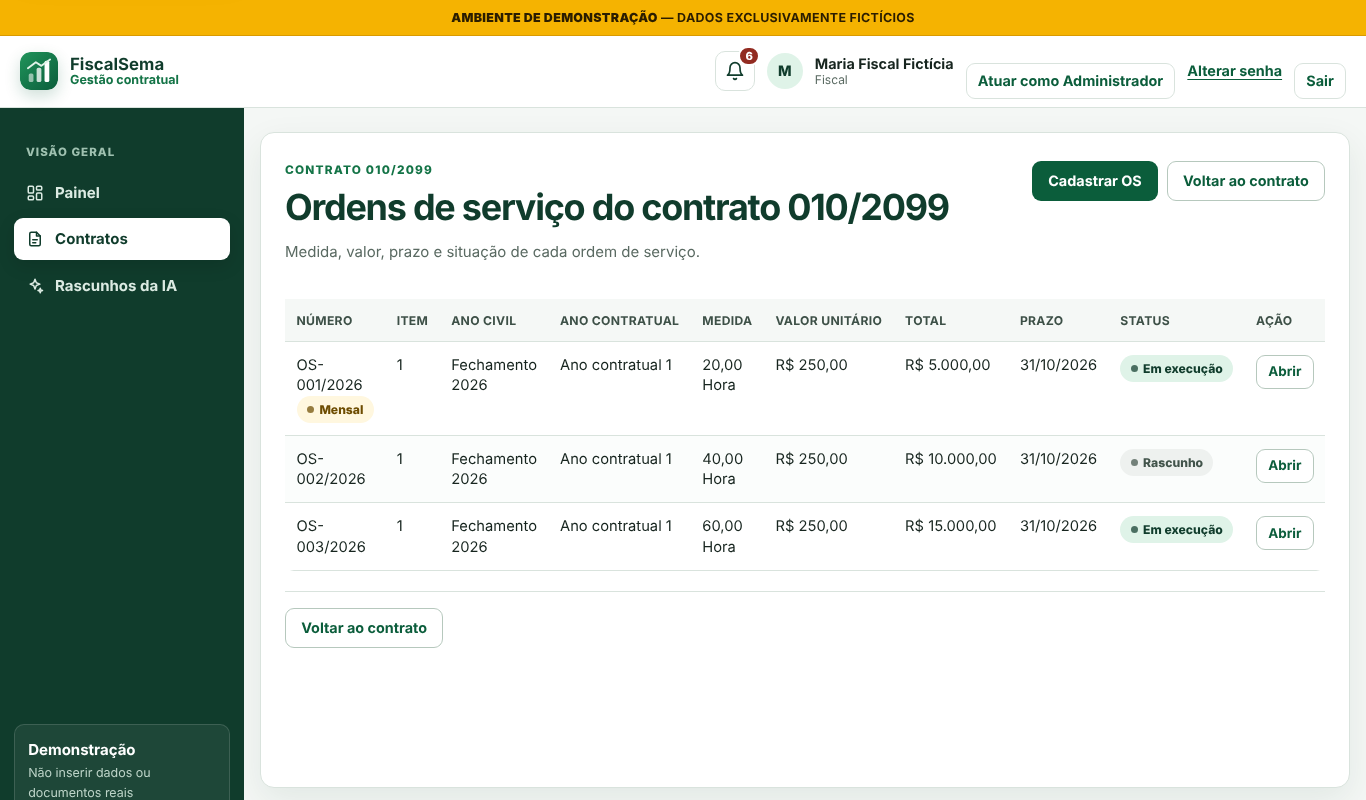 AMBIENTE DE DEMONSTRAÇÃO — DADOS EXCLUSIVAMENTE FICTÍCIOS
FiscalSema
Gestão contratual
6
M
Maria Fiscal Fictícia
Fiscal
Atuar como Administrador
Alterar senha
Sair
VISÃO GERAL
Painel
Contratos
Rascunhos da IA
Demonstração
Não inserir dados ou
documentos reais
CONTRATO 010/2099
Ordens de serviço do contrato 010/2099
Medida, valor, prazo e situação de cada ordem de serviço.
Cadastrar OS
Voltar ao contrato
NÚMERO ITEM ANO CIVIL ANO CONTRATUAL MEDIDA VALOR UNITÁRIO TOTAL PRAZO STATUS AÇÃO
OS- 1 Fechamento Ano contratual 1 20,00 R$ 250,00 R$ 5.000,00 31/10/2026 Em execução Abrir
001/2026 2026 Hora
Mensal
OS- 1 Fechamento Ano contratual 1 40,00 R$ 250,00 R$ 10.000,00 31/10/2026 Rascunho Abrir
002/2026 2026 Hora
OS- 1 Fechamento Ano contratual 1 60,00 R$ 250,00 R$ 15.000,00 31/10/2026 Em execução Abrir
003/2026 2026 Hora
Voltar ao contrato